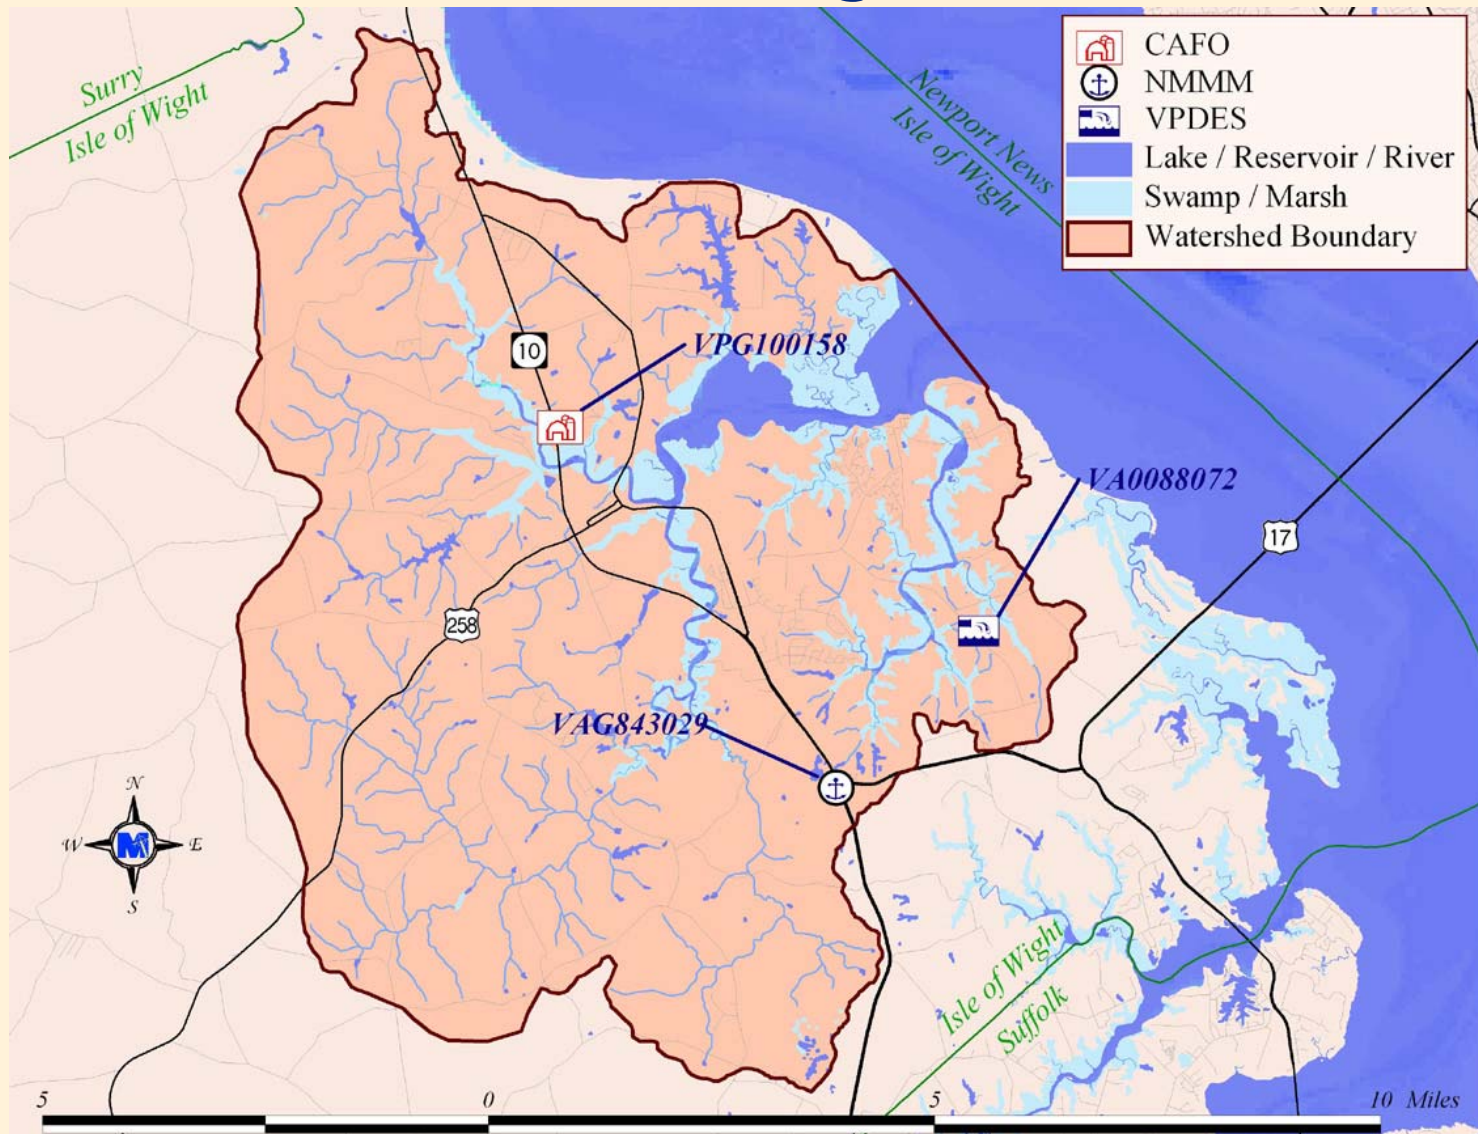 CAFO
NMMM
VPDES
Lake / Reservoir / River
Swamp / Marsh
Watershed Boundary
Surry
Isle of Wight
Newport News
Isle of Wight
10
VPG100158
VA0088072
17
258
VAG843029
N
W
M
E
S
Isle of Wight
Suffolk
5
0
5
10 Miles